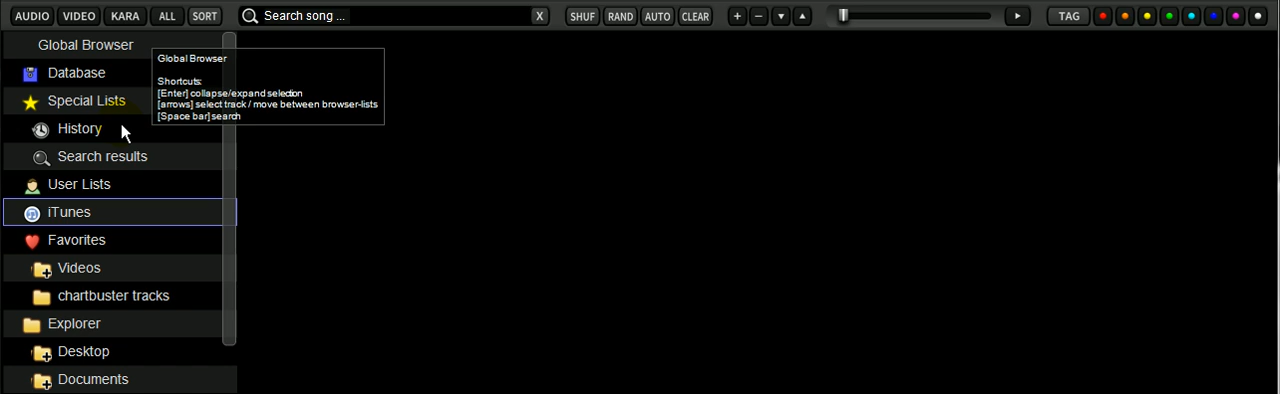 AUDIO VIDEO KARA ALL SORT Search song ... X SHUF RAND AUTO CLEAR + − TAG
Global Browser
Database
Special Lists
History
Search results
User Lists
iTunes
Favorites
Videos
chartbuster tracks
Explorer
Desktop
Documents
Global Browser
Shortcuts:
[Enter] collapse/expand selection
[arrows] select track / move between browser-lists
[Space bar] search